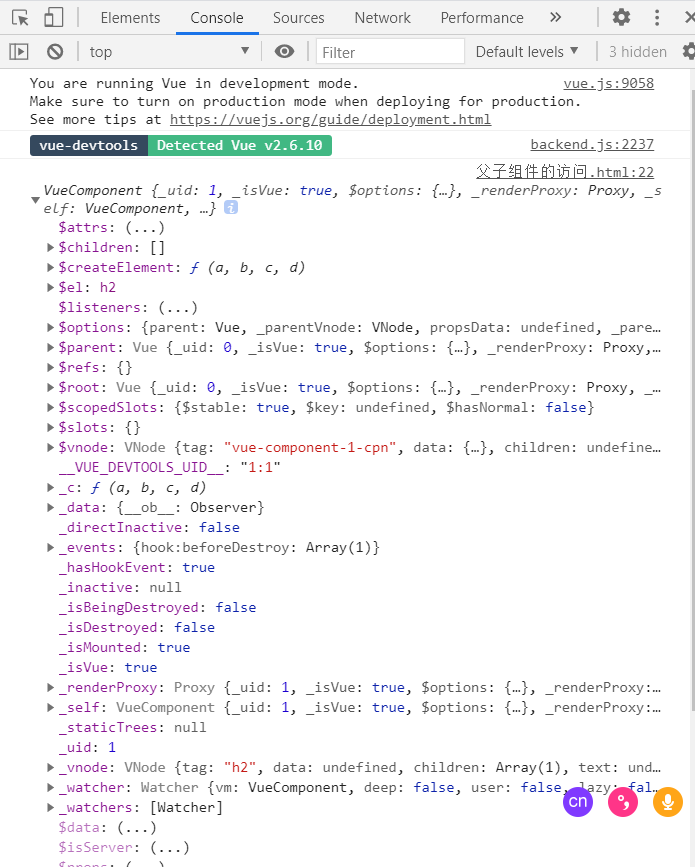 Elements Console Sources Network Performance »
top ▼ Filter Default levels ▼ 3 hidden
You are running Vue in development mode. vue.js:9058
Make sure to turn on production mode when deploying for production.
See more tips at https://vuejs.org/guide/deployment.html
vue-devtools Detected Vue v2.6.10 backend.js:2237
父子组件的访问.html:22
VueComponent {_uid: 1, _isVue: true, $options: {…}, _renderProxy: Proxy, _s
elf: VueComponent, …} i
$attrs: (...)
$children: []
$createElement: ƒ (a, b, c, d)
$el: h2
$listeners: (...)
$options: {parent: Vue, _parentVnode: VNode, propsData: undefined, _pare…
$parent: Vue {_uid: 0, _isVue: true, $options: {…}, _renderProxy: Proxy,…
$refs: {}
$root: Vue {_uid: 0, _isVue: true, $options: {…}, _renderProxy: Proxy, _…
$scopedSlots: {$stable: true, $key: undefined, $hasNormal: false}
$slots: {}
$vnode: VNode {tag: "vue-component-1-cpn", data: {…}, children: undefine…
__VUE_DEVTOOLS_UID__: "1:1"
_c: ƒ (a, b, c, d)
_data: {__ob__: Observer}
_directInactive: false
_events: {hook:beforeDestroy: Array(1)}
_hasHookEvent: true
_inactive: null
_isBeingDestroyed: false
_isDestroyed: false
_isMounted: true
_isVue: true
_renderProxy: Proxy {_uid: 1, _isVue: true, $options: {…}, _renderProxy:…
_self: VueComponent {_uid: 1, _isVue: true, $options: {…}, _renderProxy:…
_staticTrees: null
_uid: 1
_vnode: VNode {tag: "h2", data: undefined, children: Array(1), text: und…
_watcher: Watcher {vm: VueComponent, deep: false, user: false, lazy: fal…
_watchers: [Watcher]
cn
$data: (...)
$isServer: (...)
$props: (...)